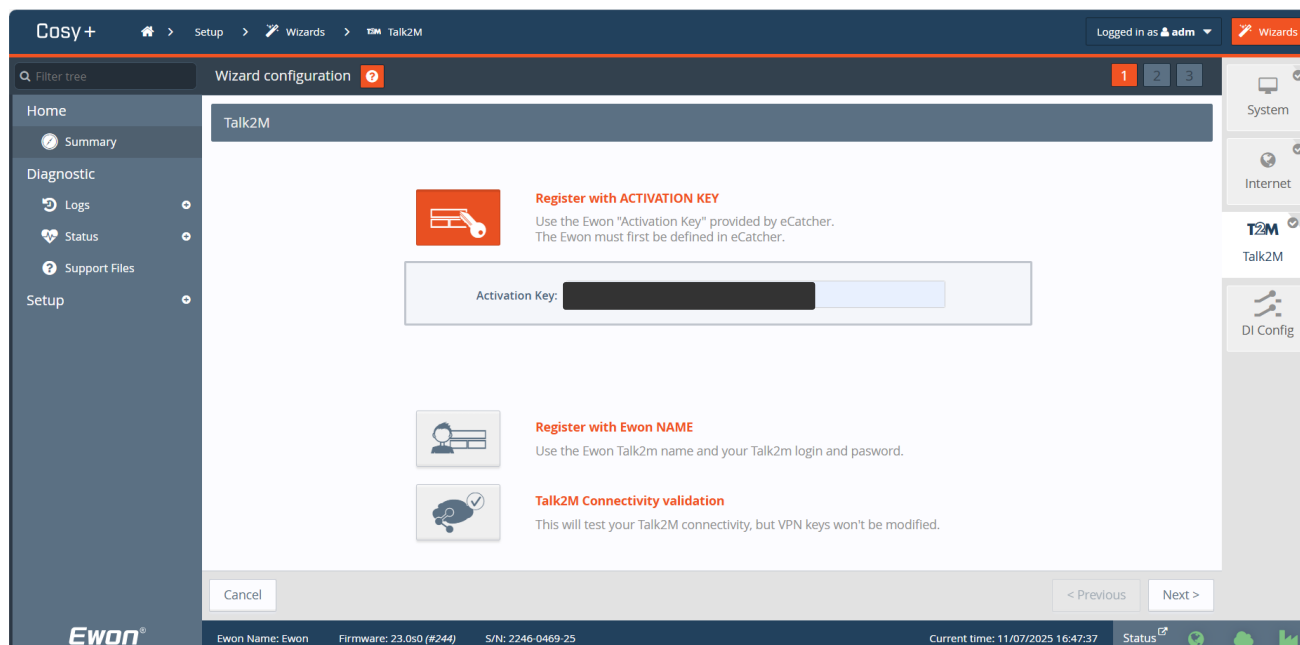 Cosy+
Setup
Wizards
T2M Talk2M
Logged in as adm
Wizards
Filter tree
Wizard configuration ?
1 2 3
Home
Summary
Diagnostic
Logs
Status
Support Files
Setup
Talk2M
Register with ACTIVATION KEY
Use the Ewon "Activation Key" provided by eCatcher.
The Ewon must first be defined in eCatcher.
Activation Key:
Register with Ewon NAME
Use the Ewon Talk2m name and your Talk2m login and pasword.
Talk2M Connectivity validation
This will test your Talk2M connectivity, but VPN keys won't be modified.
System
Internet
T2M
Talk2M
DI Config
Cancel
< Previous
Next >
Ewon®
Ewon Name: Ewon
Firmware: 23.0s0 (#244)
S/N: 2246-0469-25
Current time: 11/07/2025 16:47:37
Status